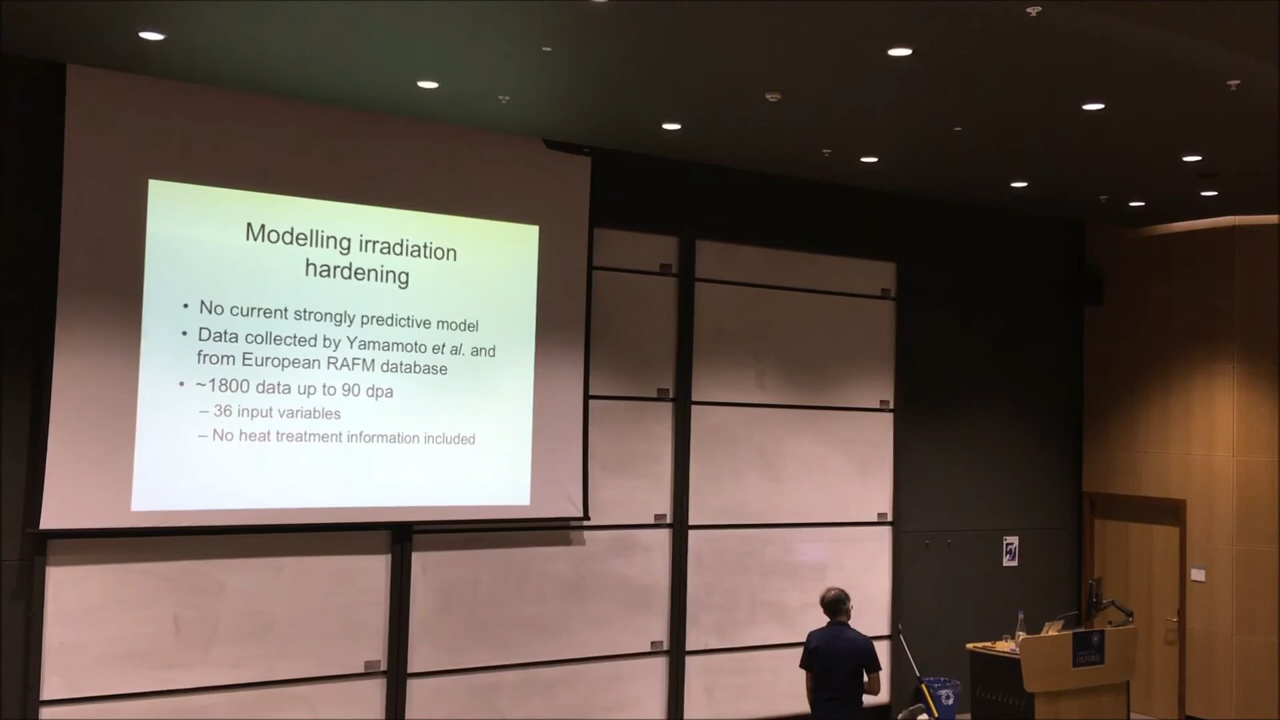 Modelling irradiation
hardening
• No current strongly predictive model
• Data collected by Yamamoto et al. and
from European RAFM database
• ~1800 data up to 90 dpa
– 36 input variables
– No heat treatment information included
OXFORD